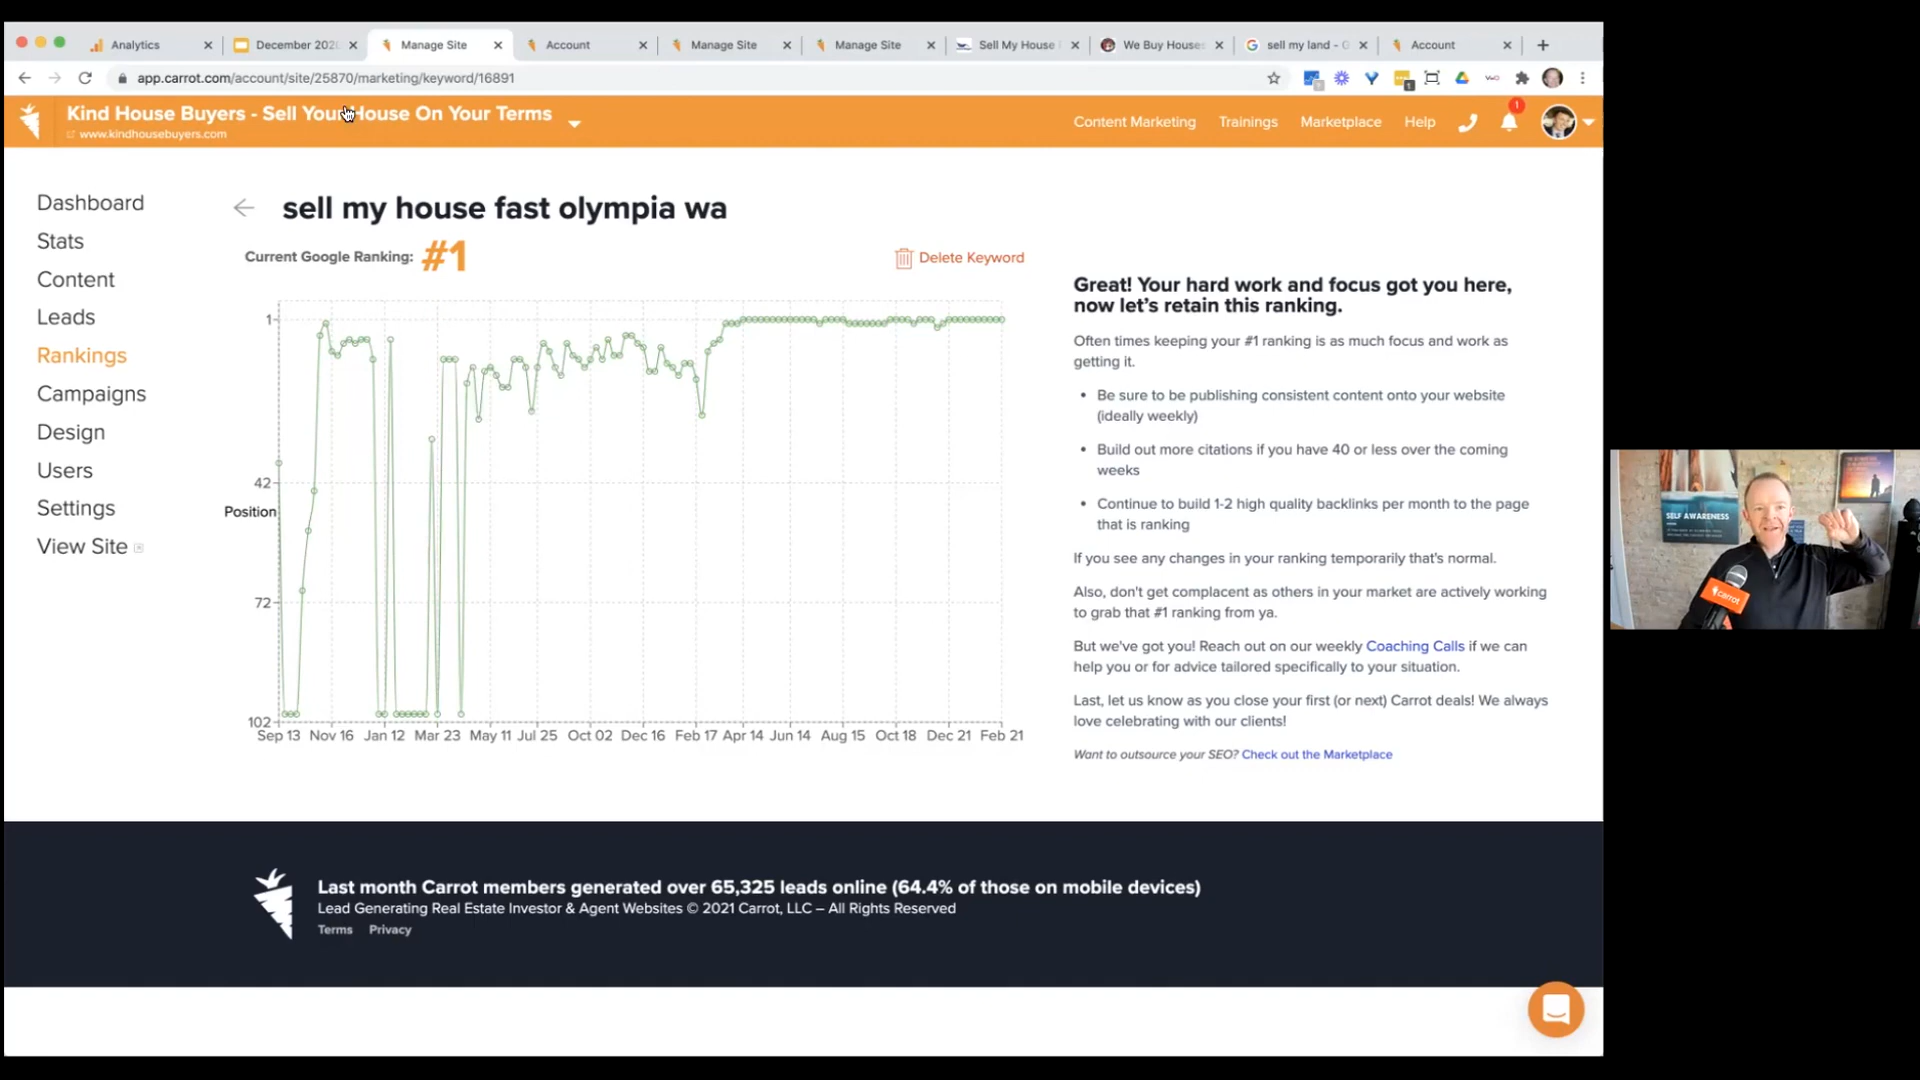 Analytics
December 202
Manage Site
Account
Manage Site
Manage Site
Sell My House
We Buy Houses
sell my land - G
Account
app.carrot.com/account/site/25870/marketing/keyword/16891
Kind House Buyers - Sell Your House On Your Terms
www.kindhousebuyers.com
Content Marketing
Trainings
Marketplace
Help
1
Dashboard
Stats
Content
Leads
Rankings
Campaigns
Design
Users
Settings
View Site
sell my house fast olympia wa
Current Google Ranking: #1
Delete Keyword
1
42
Position
72
102
Sep 13 Nov 16 Jan 12 Mar 23 May 11 Jul 25 Oct 02 Dec 16 Feb 17 Apr 14 Jun 14 Aug 15 Oct 18 Dec 21 Feb 21
Great! Your hard work and focus got you here,
now let's retain this ranking.
Often times keeping your #1 ranking is as much focus and work as
getting it.
• Be sure to be publishing consistent content onto your website
(ideally weekly)
• Build out more citations if you have 40 or less over the coming
weeks
• Continue to build 1-2 high quality backlinks per month to the page
that is ranking
If you see any changes in your ranking temporarily that's normal.
Also, don't get complacent as others in your market are actively working
to grab that #1 ranking from ya.
But we've got you! Reach out on our weekly Coaching Calls if we can
help you or for advice tailored specifically to your situation.
Last, let us know as you close your first (or next) Carrot deals! We always
love celebrating with our clients!
Want to outsource your SEO? Check out the Marketplace
SELF AWARENESS
carrot
Last month Carrot members generated over 65,325 leads online (64.4% of those on mobile devices)
Lead Generating Real Estate Investor & Agent Websites © 2021 Carrot, LLC – All Rights Reserved
Terms Privacy